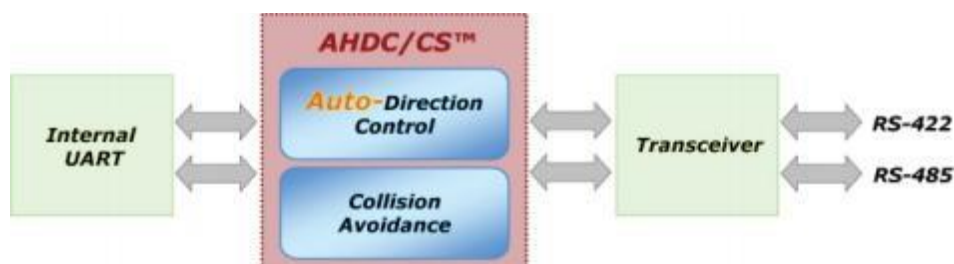 AHDC/CS™
Internal
UART
Auto-Direction
Control
Collision
Avoidance
Transceiver
RS-422
RS-485